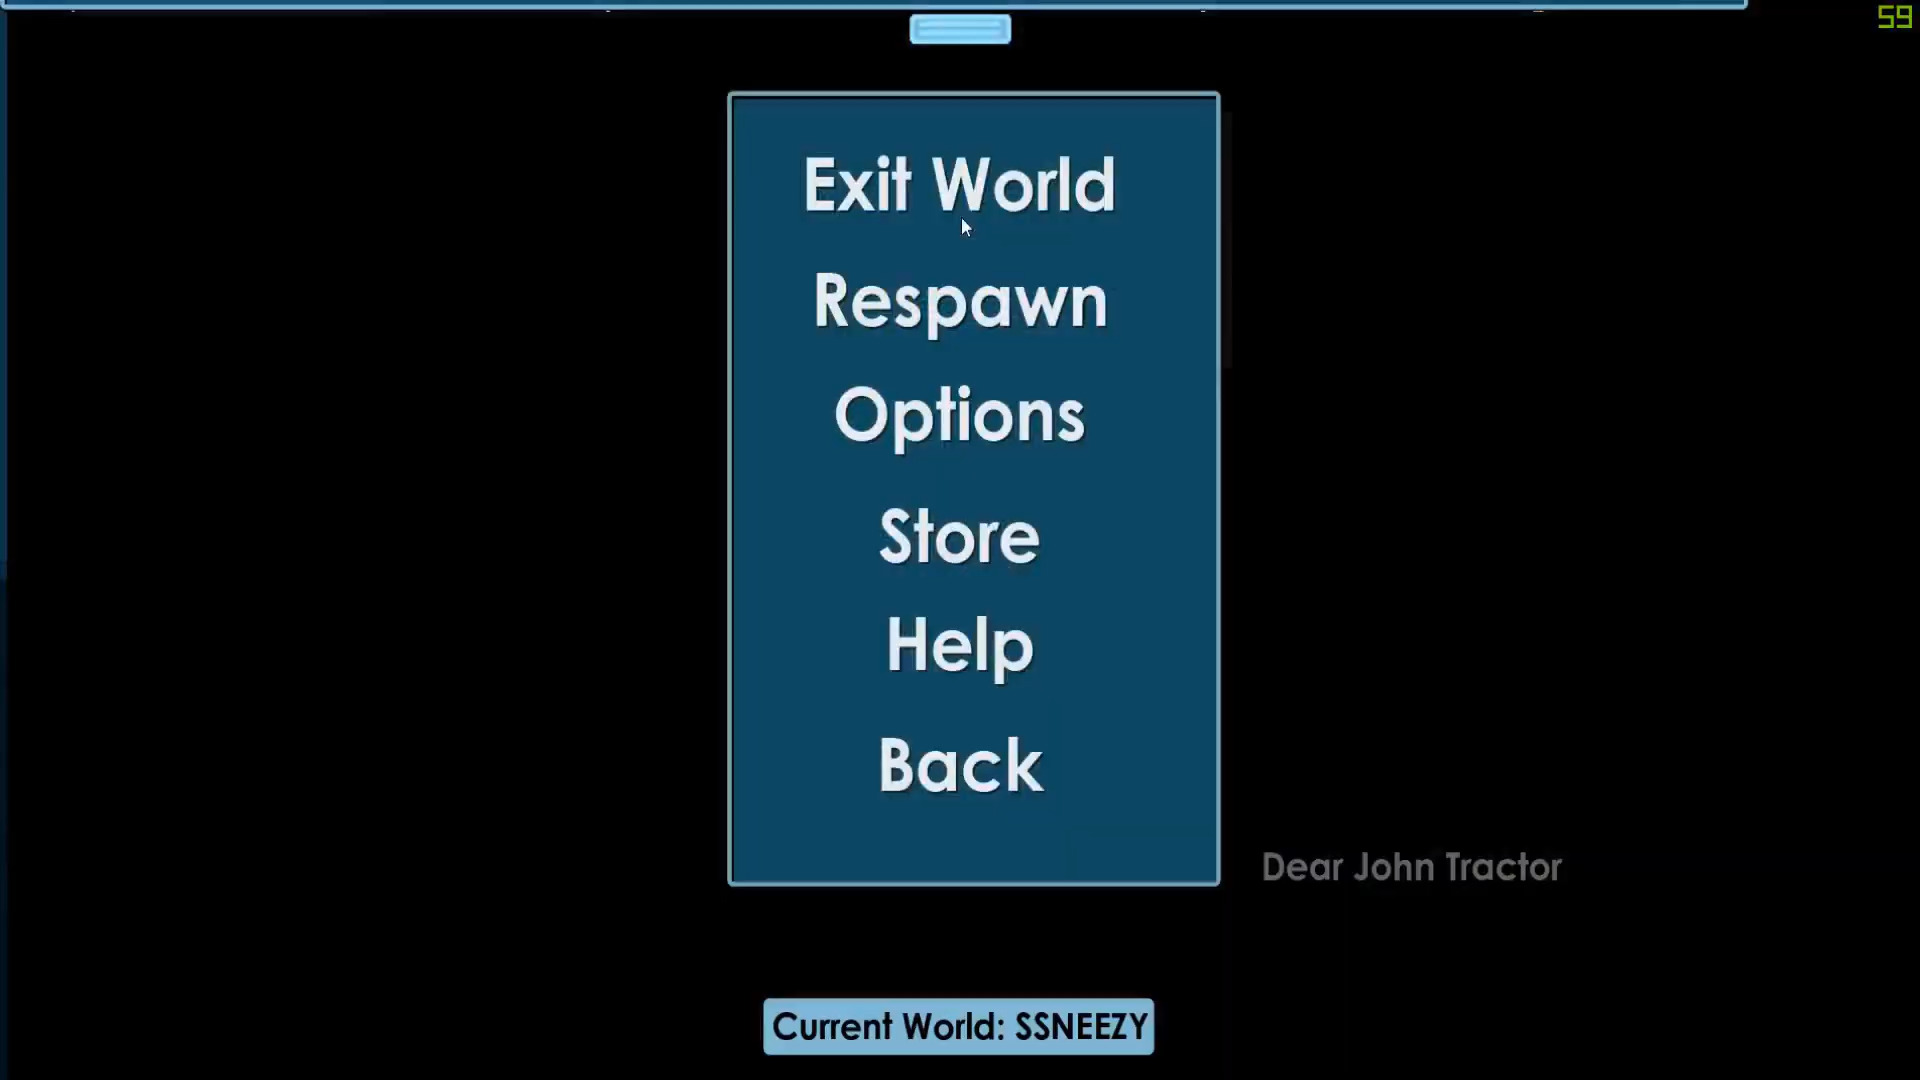 59
Exit World
Respawn
Options
Store
Help
Back
Dear John Tractor
Current World: SSNEEZY